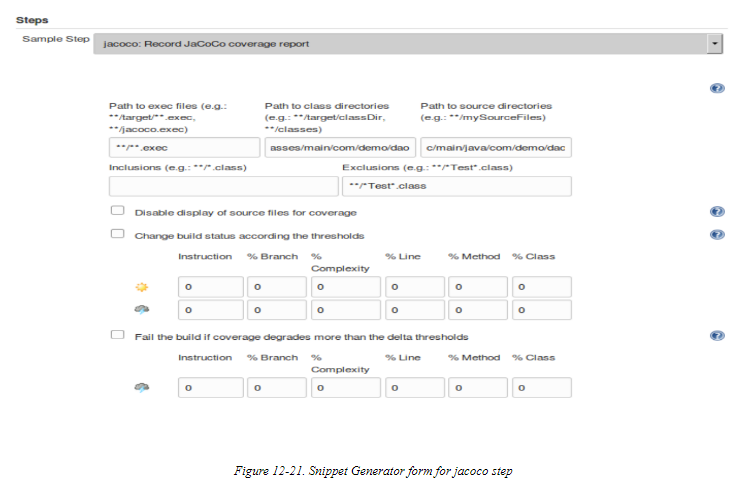 Steps
Sample Step
jacoco: Record JaCoCo coverage report
Path to exec files (e.g.: Path to class directories Path to source directories
**/target/**.exec, (e.g.: **/target/classDir, (e.g.: **/mySourceFiles)
**/jacoco.exec) **/classes)
**/**.exec asses/main/com/demo/dao c/main/java/com/demo/dac
Inclusions (e.g.: **/*.class) Exclusions (e.g.: **/*Test*.class)
**/*Test*.class
Disable display of source files for coverage
Change build status according the thresholds
Instruction % Branch % % Line % Method % Class
Complexity
0 0 0 0 0 0
0 0 0 0 0 0
Fail the build if coverage degrades more than the delta thresholds
Instruction % Branch % % Line % Method % Class
Complexity
0 0 0 0 0 0
Figure 12-21. Snippet Generator form for jacoco step